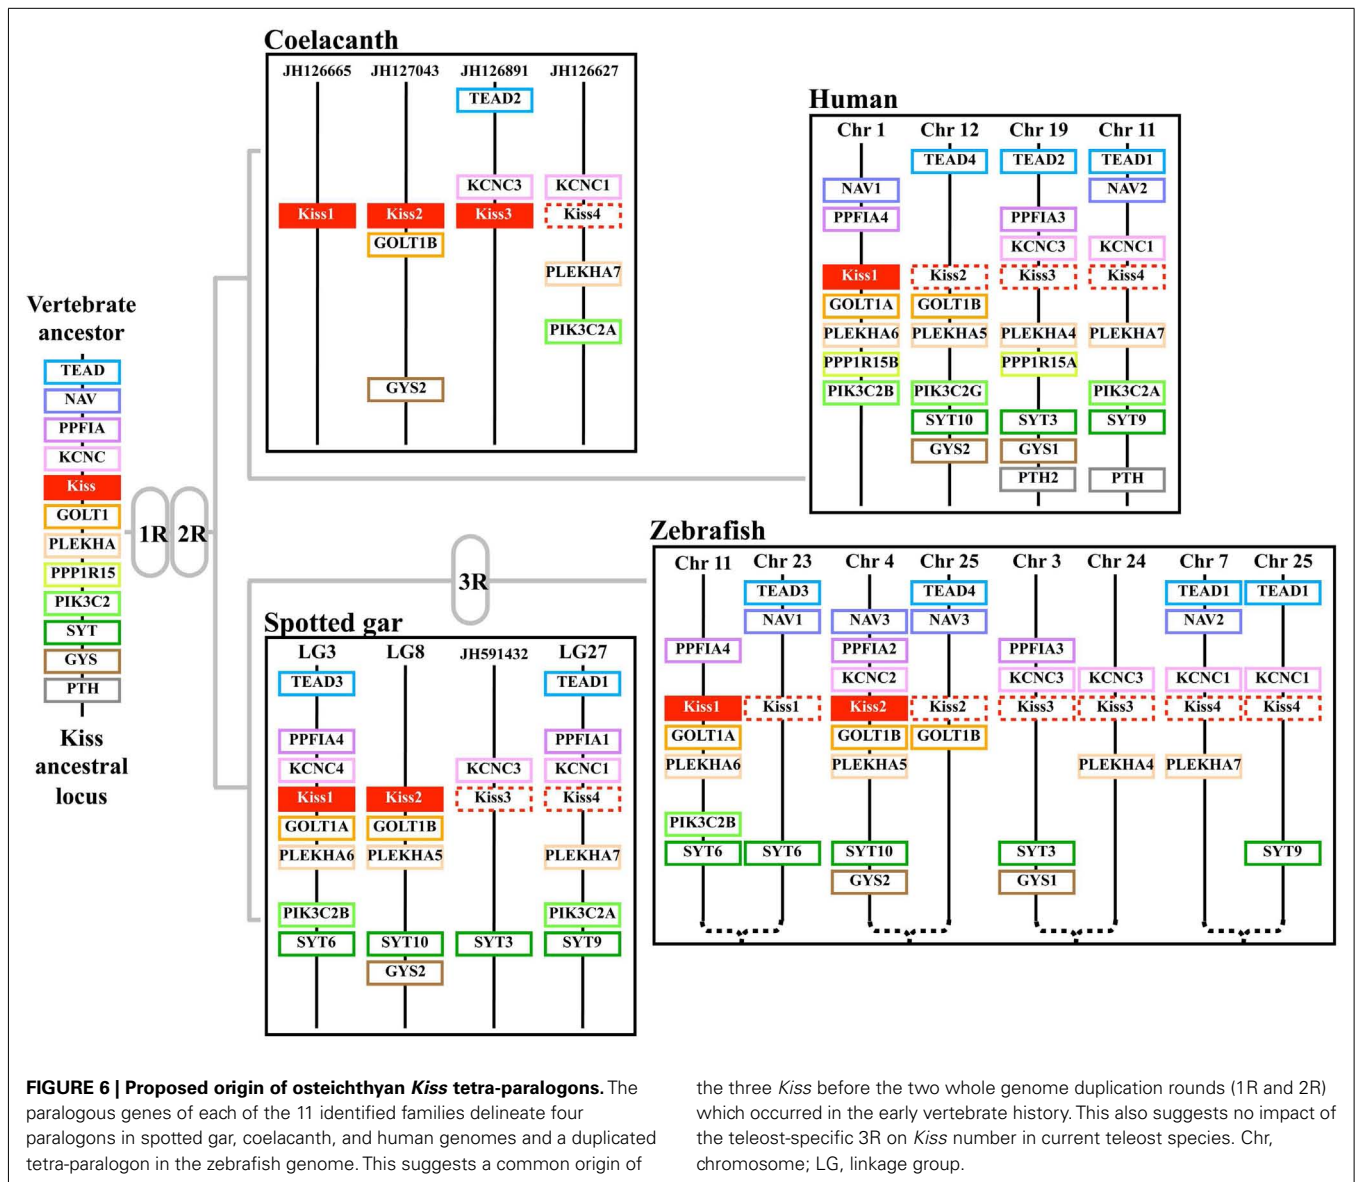 Coelacanth
JH126665 JH127043 JH126891 JH126627
TEAD2
KCNC3 KCNC1
Kiss1 Kiss2 Kiss3 Kiss4
GOLT1B
PLEKHA7
PIK3C2A
GYS2
Human
Chr 1 Chr 12 Chr 19 Chr 11
TEAD4 TEAD2 TEAD1
NAV1 NAV2
PPFIA4 PPFIA3
KCNC3 KCNC1
Kiss1 Kiss2 Kiss3 Kiss4
GOLT1A GOLT1B
PLEKHA6 PLEKHA5 PLEKHA4 PLEKHA7
PPP1R15B PPP1R15A
PIK3C2B PIK3C2G PIK3C2A
SYT10 SYT3 SYT9
GYS2 GYS1
PTH2 PTH
Vertebrate
ancestor
TEAD
NAV
PPFIA
KCNC
Kiss
GOLT1
PLEKHA
PPP1R15
PIK3C2
SYT
GYS
PTH
Kiss
ancestral
locus
1R 2R
3R
Zebrafish
Chr 11 Chr 23 Chr 4 Chr 25 Chr 3 Chr 24 Chr 7 Chr 25
TEAD3 TEAD4 TEAD1 TEAD1
NAV1 NAV3 NAV3 NAV2
PPFIA4 PPFIA2 PPFIA3
KCNC2 KCNC3 KCNC3 KCNC1 KCNC1
Kiss1 Kiss1 Kiss2 Kiss2 Kiss3 Kiss3 Kiss4 Kiss4
GOLT1A GOLT1B GOLT1B
PLEKHA6 PLEKHA5 PLEKHA4 PLEKHA7
PIK3C2B
SYT6 SYT6 SYT10 SYT3 SYT9
GYS2 GYS1
Spotted gar
LG3 LG8 JH591432 LG27
TEAD3 TEAD1
PPFIA4 PPFIA1
KCNC4 KCNC3 KCNC1
Kiss1 Kiss2 Kiss3 Kiss4
GOLT1A GOLT1B
PLEKHA6 PLEKHA5 PLEKHA7
PIK3C2B PIK3C2A
SYT6 SYT10 SYT3 SYT9
GYS2
FIGURE 6 | Proposed origin of osteichthyan Kiss tetra-paralogons. The
paralogous genes of each of the 11 identified families delineate four
paralogons in spotted gar, coelacanth, and human genomes and a duplicated
tetra-paralogon in the zebrafish genome. This suggests a common origin of
the three Kiss before the two whole genome duplication rounds (1R and 2R)
which occurred in the early vertebrate history. This also suggests no impact of
the teleost-specific 3R on Kiss number in current teleost species. Chr,
chromosome; LG, linkage group.